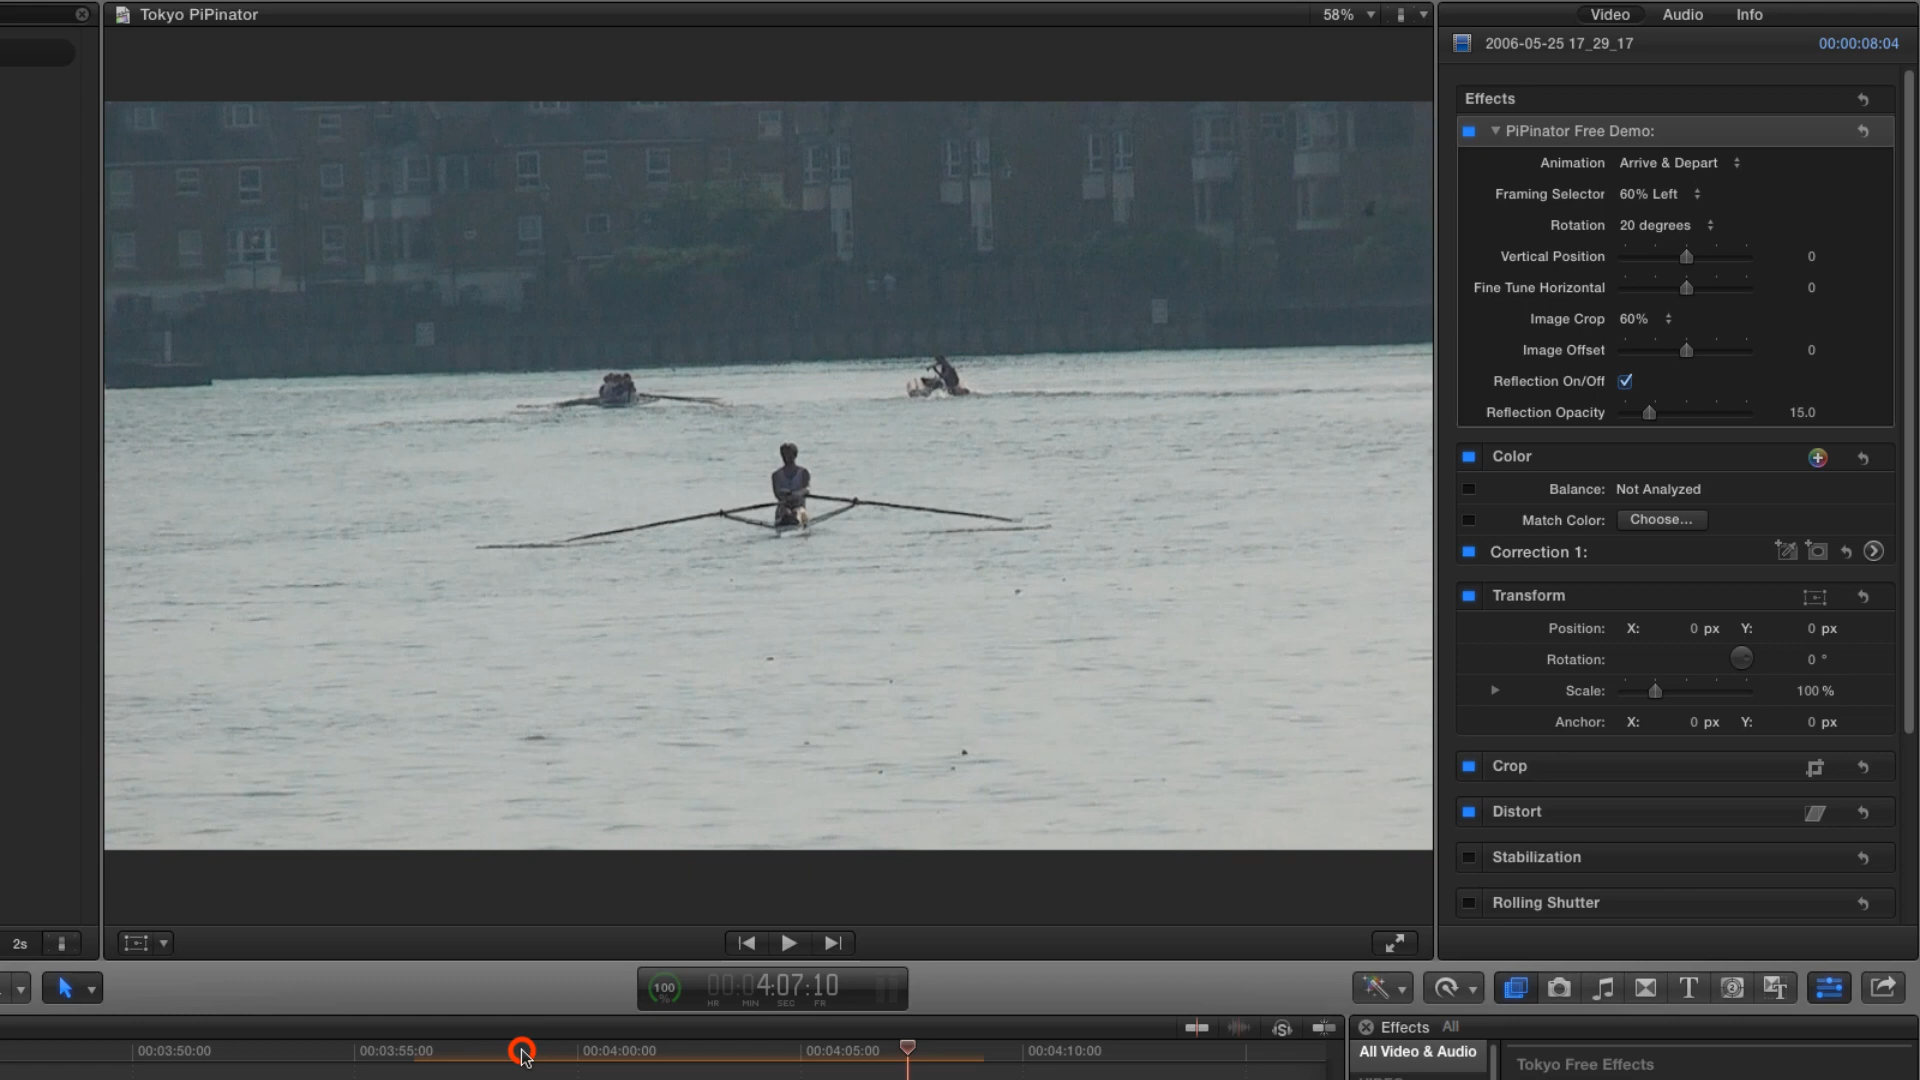 Tokyo PiPinator
58%
Video Audio Info
2006-05-25 17_29_17 00:00:08:04
Effects
PiPinator Free Demo:
Animation Arrive & Depart
Framing Selector 60% Left
Rotation 20 degrees
Vertical Position 0
Fine Tune Horizontal 0
Image Crop 60%
Image Offset 0
Reflection On/Off
Reflection Opacity 15.0
Color
Balance: Not Analyzed
Match Color: Choose...
Correction 1:
Transform
Position: X: 0 px Y: 0 px
Rotation: 0 °
Scale: 100 %
Anchor: X: 0 px Y: 0 px
Crop
Distort
Stabilization
Rolling Shutter
2s
100 % 00:04:07:10
HR MIN SEC FR
Effects All
00:03:50:00 00:03:55:00 00:04:00:00 00:04:05:00 00:04:10:00
All Video & Audio
Tokyo Free Effects